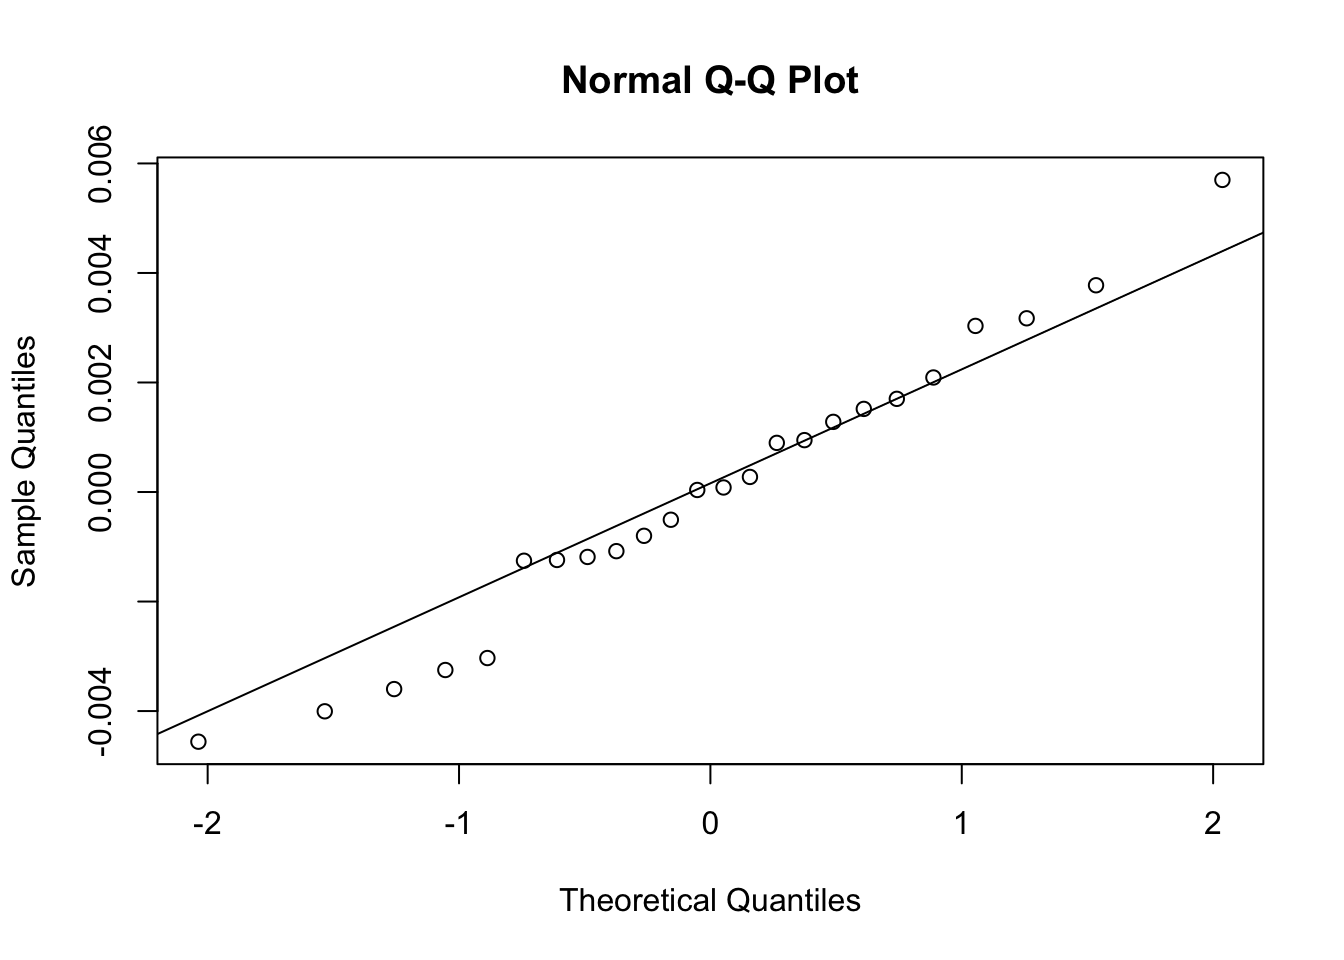 Normal Q-Q Plot
0.006
0.004
0.002
0.000
-0.004
Sample Quantiles
-2 -1 0 1 2
Theoretical Quantiles